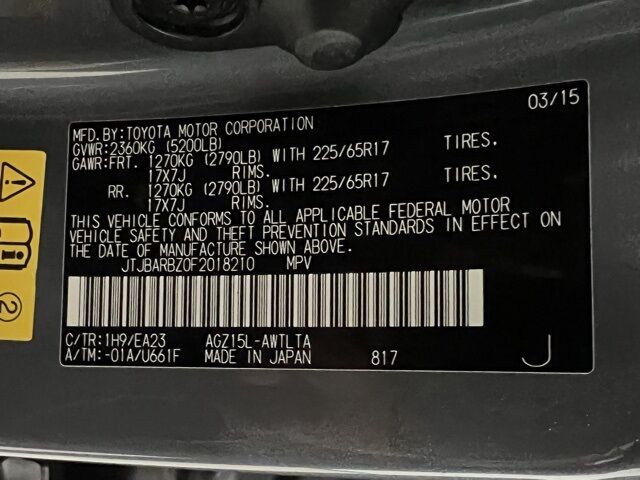 03/15
MFD.BY:TOYOTA MOTOR CORPORATION
GVWR:2360KG (5200LB)
GAWR:FRT. 1270KG (2790LB) WITH 225/65R17 TIRES.
17X7J RIMS.
RR. 1270KG (2790LB) WITH 225/65R17 TIRES.
17X7J RIMS.
THIS VEHICLE CONFORMS TO ALL APPLICABLE FEDERAL MOTOR
VEHICLE SAFETY AND THEFT PREVENTION STANDARDS IN EFFECT ON
THE DATE OF MANUFACTURE SHOWN ABOVE.
JTJBARBZ0F2018210 MPV
C/TR:1H9/EA23 AGZ15L-AWTLTA
A/TM:-01A/U661F MADE IN JAPAN 817
J
2